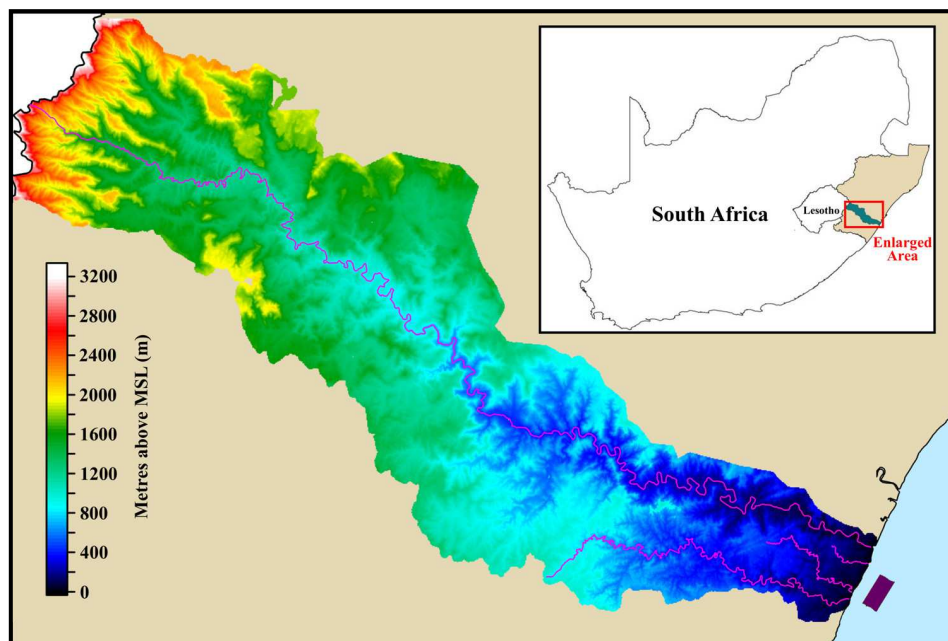 South Africa
Lesotho
Enlarged
Area
Metres above MSL (m)
3200
2800
2400
2000
1600
1200
800
400
0